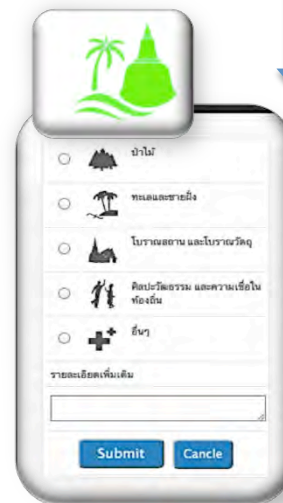 ป่าไม้
ทะเลและชายฝั่ง
โบราณสถาน และโบราณวัตถุ
ศิลปะวัฒธรรม และความเชื่อใน
ท้องถิ่น
อื่นๆ
รายละเอียดเพิ่มเติม
Submit
Cancle